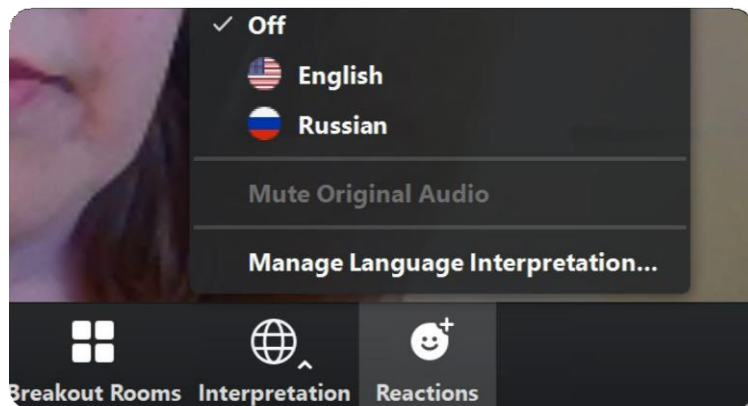 Off
English
Russian
Mute Original Audio
Manage Language Interpretation...
Breakout Rooms Interpretation Reactions